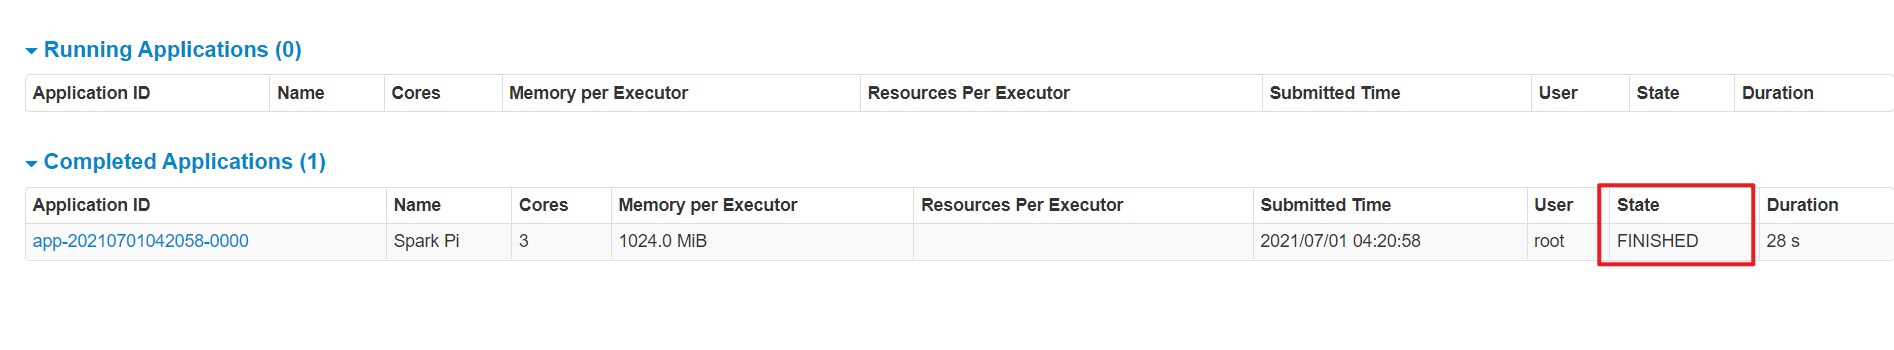 Running Applications (0)
Application ID Name Cores Memory per Executor Resources Per Executor Submitted Time User State Duration
Completed Applications (1)
Application ID Name Cores Memory per Executor Resources Per Executor Submitted Time User State Duration
app-20210701042058-0000 Spark Pi 3 1024.0 MiB 2021/07/01 04:20:58 root FINISHED 28 s